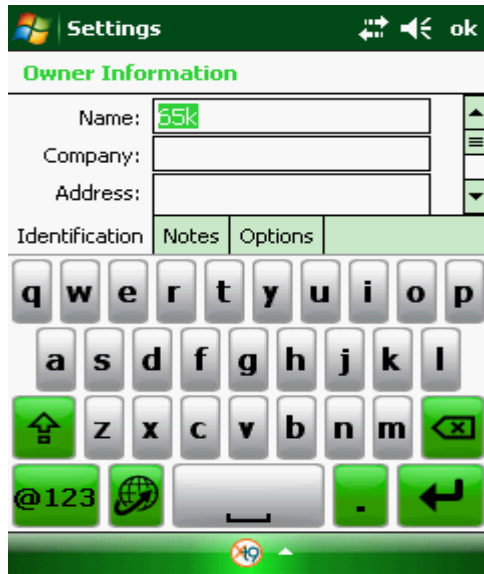 Settings ok
Owner Information
Name: 65k
Company:
Address:
Identification Notes Options
q w e r t y u i o p
a s d f g h j k l
z x c v b n m
@123 .